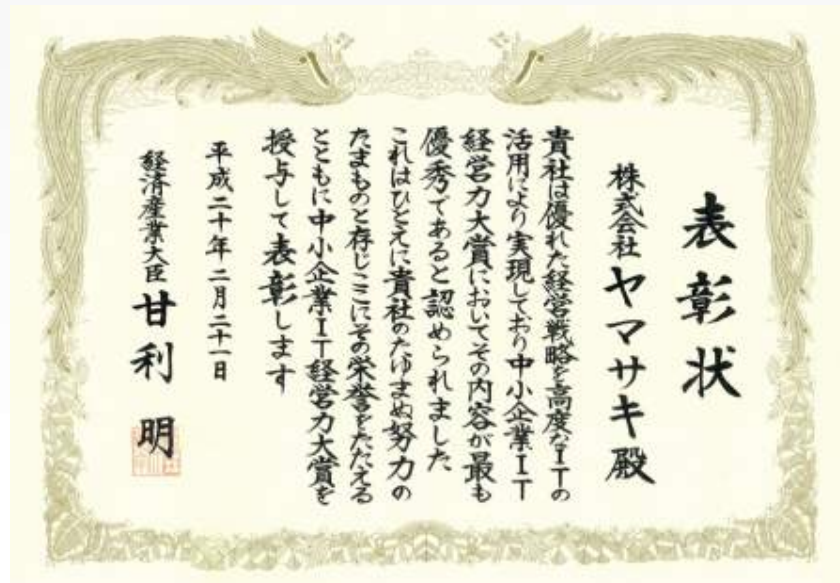 表彰状
株式会社ヤマサキ殿
貴社は優れた経営戦略を高度なITの
活用により実現しており中小企業IT
経営力大賞においてその内容が最も
優秀であると認められました
これはひとえに貴社のたゆまぬ努力の
たまものと存じここにその栄誉をたたえる
とともに中小企業IT経営力大賞を
授与して表彰します
平成二十年二月二十一日
経済産業大臣 甘利 明